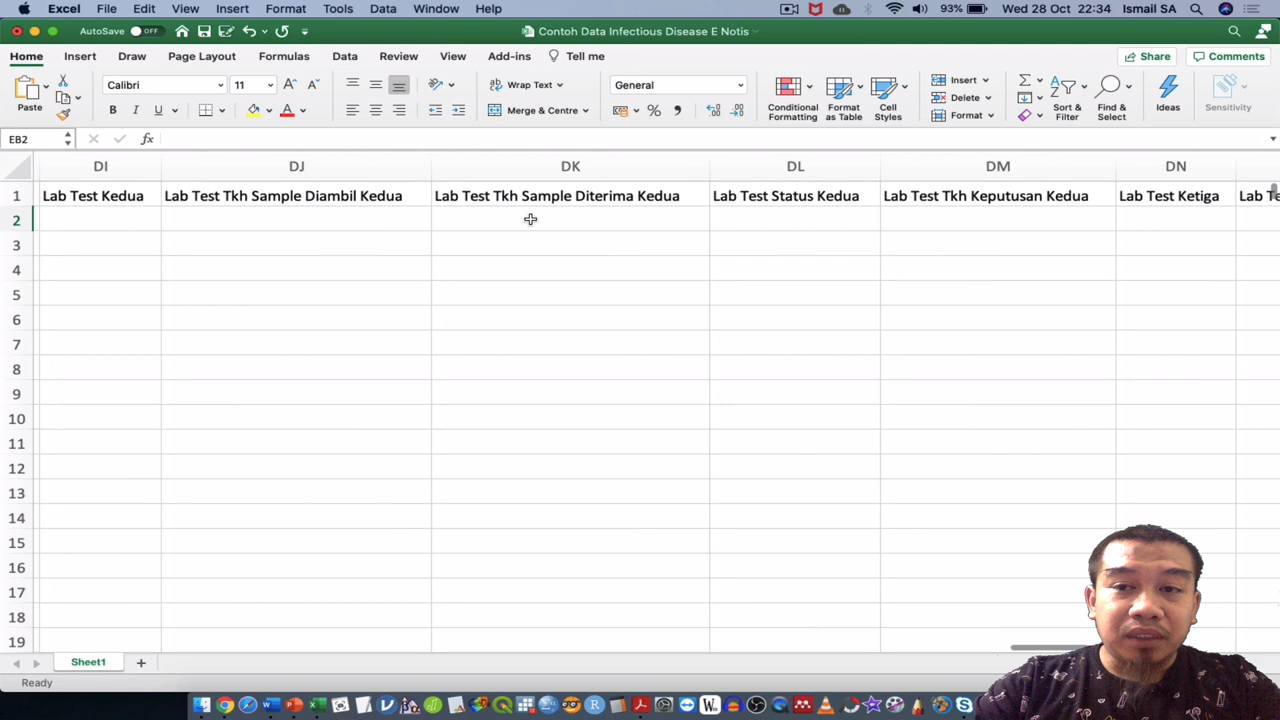 Excel File Edit View Insert Format Tools Data Window Help 93% Wed 28 Oct 22:34 Ismail SA
AutoSave OFF Contoh Data Infectious Disease E Notis
Home Insert Draw Page Layout Formulas Data Review View Add-ins Tell me Share Comments
Paste Calibri 11 Wrap Text General Conditional Formatting Format as Table Cell Styles Insert Sort & Filter Find & Select Ideas Sensitivity
Delete
B I U A Merge & Centre % Format
EB2 fx
DI DJ DK DL DM DN
1 Lab Test Kedua Lab Test Tkh Sample Diambil Kedua Lab Test Tkh Sample Diterima Kedua Lab Test Status Kedua Lab Test Tkh Keputusan Kedua Lab Test Ketiga Lab Te
2
3
4
5
6
7
8
9
10
11
12
13
14
15
16
17
18
19
Sheet1
Ready